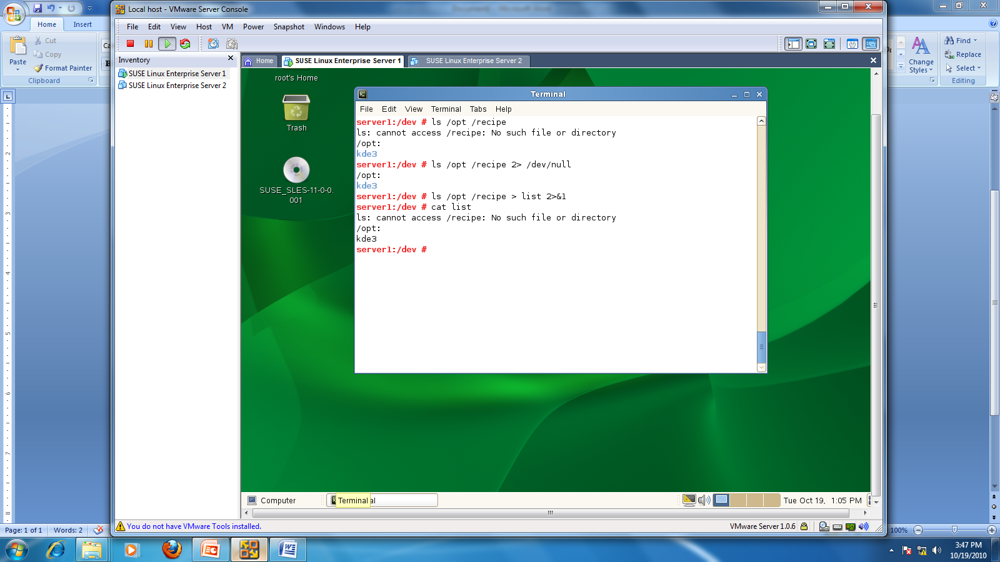 Local host - VMware Server Console
File Edit View Host VM Power Snapshot Windows Help
Home Insert
Cut
Copy
Format Painter
Paste
Clipboard
Inventory
SUSE Linux Enterprise Server 1
SUSE Linux Enterprise Server 2
Home
SUSE Linux Enterprise Server 1
SUSE Linux Enterprise Server 2
Find
Replace
Select
Editing
Change
Styles
root's Home
Trash
SUSE_SLES-11-0-0.
001
Terminal
File Edit View Terminal Tabs Help
server1:/dev # ls /opt /recipe
ls: cannot access /recipe: No such file or directory
/opt:
kde3
server1:/dev # ls /opt /recipe 2> /dev/null
/opt:
kde3
server1:/dev # ls /opt /recipe > list 2>&1
server1:/dev # cat list
ls: cannot access /recipe: No such file or directory
/opt:
kde3
server1:/dev #
2
3
4
5
6
7
8
Computer
Terminal
Tue Oct 19, 1:05 PM
You do not have VMware Tools installed.
VMware Server 1.0.6
Page: 1 of 1 Words: 2
100%
3:47 PM
10/19/2010